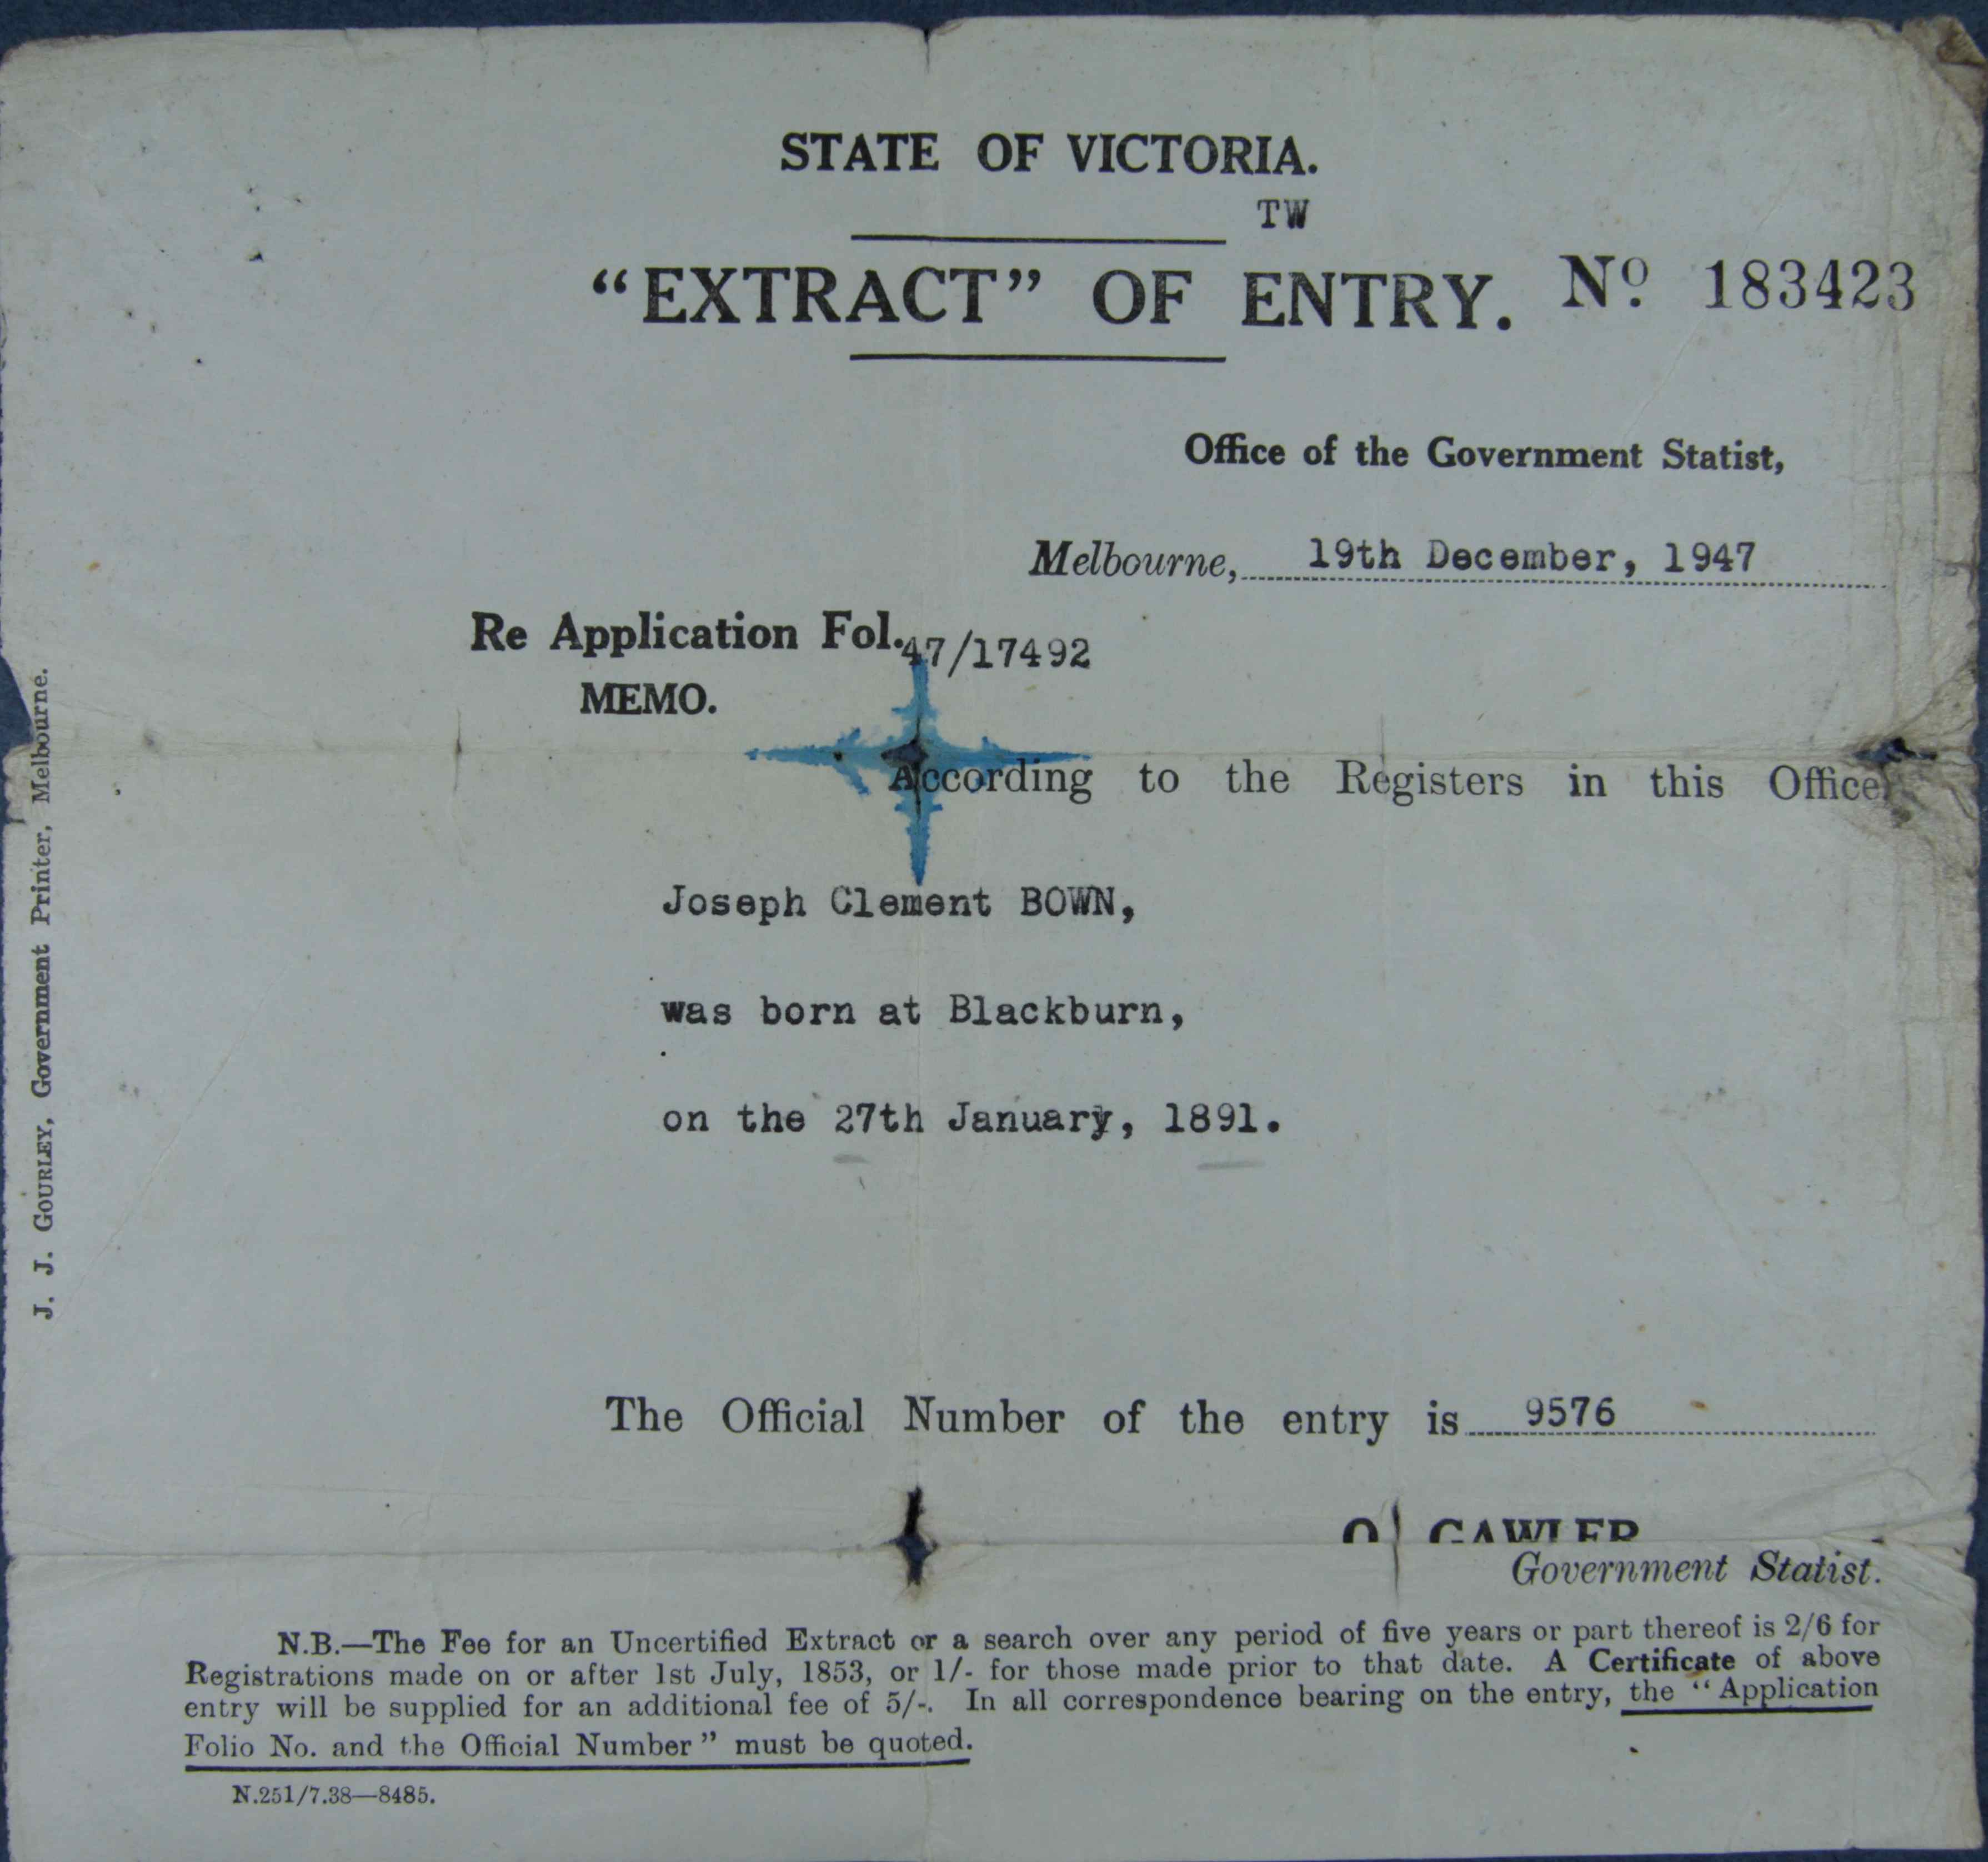 STATE OF VICTORIA.
TW
"EXTRACT" OF ENTRY. Nº 183423
Office of the Government Statist,
Melbourne, 19th December, 1947
Re Application Fol. 47/17492
MEMO.
According to the Registers in this Office
Joseph Clement BOWN,
was born at Blackburn,
on the 27th January, 1891.
The Official Number of the entry is 9576
GAWLER
Government Statist.
N.B.—The Fee for an Uncertified Extract or a search over any period of five years or part thereof is 2/6 for
Registrations made on or after 1st July, 1853, or 1/- for those made prior to that date. A Certificate of above
entry will be supplied for an additional fee of 5/-. In all correspondence bearing on the entry, the "Application
Folio No. and the Official Number" must be quoted.
N.251/7.38—8485.
J. J. GOURLEY, Government Printer, Melbourne.